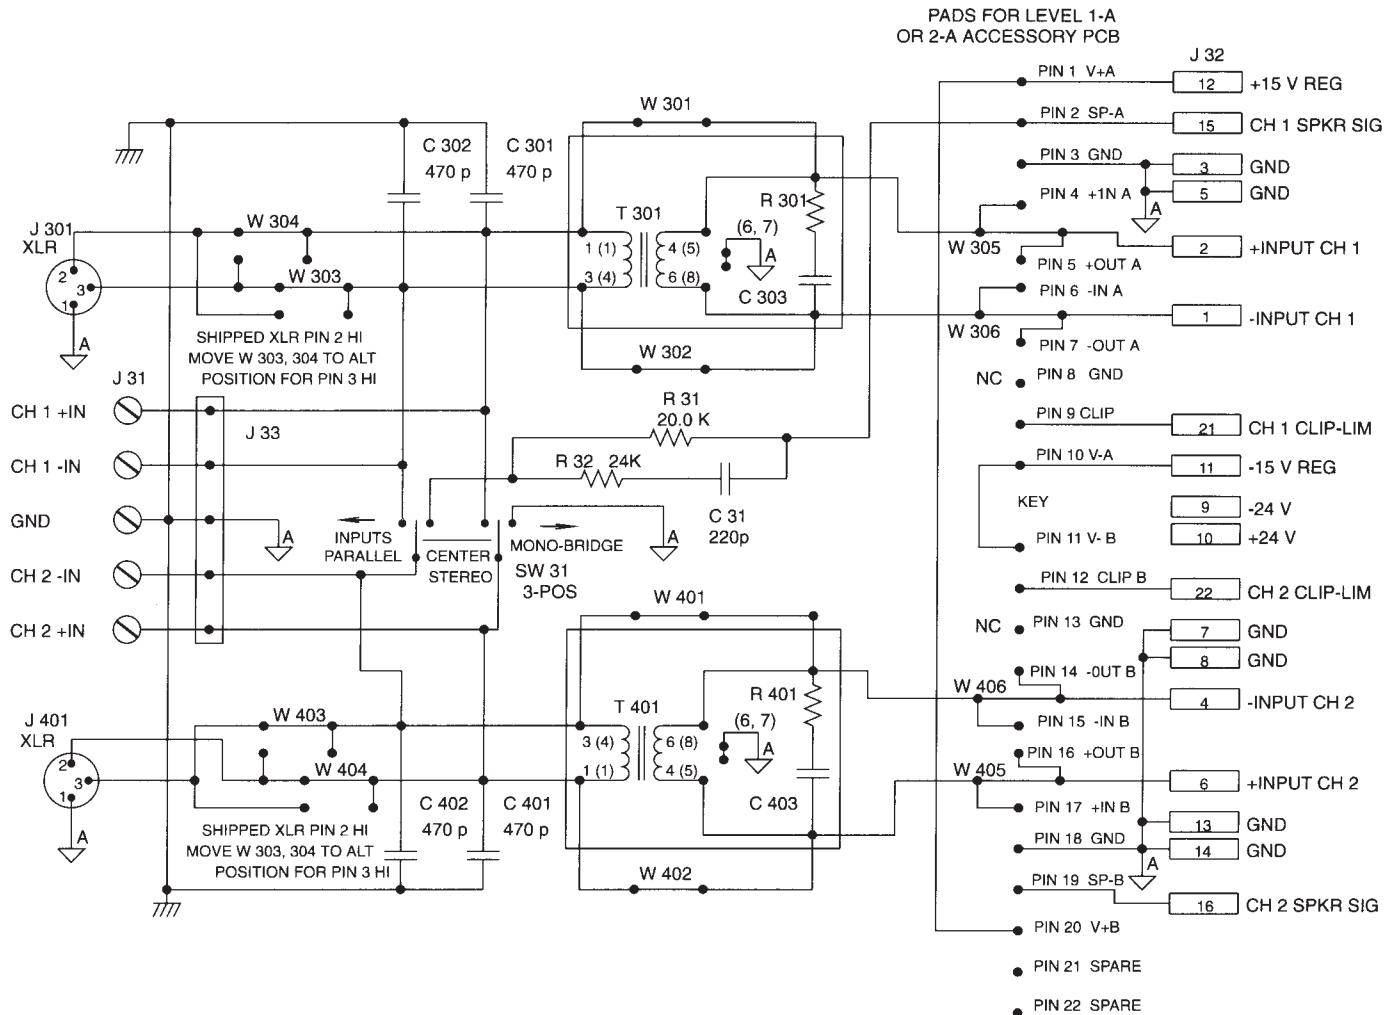 PADS FOR LEVEL 1-A
OR 2-A ACCESSORY PCB
J 32
PIN 1 V+A
12
+15 V REG
W 301
PIN 2 SP-A
15
CH 1 SPKR SIG
C 302
470 p
C 301
470 p
PIN 3 GND
3
GND
PIN 4 +1N A
5
GND
A
R 301
T 301
(6, 7)
A
J 301
XLR
W 304
1 (1)
4 (5)
W 305
2
+INPUT CH 1
2
3
1
W 303
3 (4)
6 (8)
C 303
PIN 5 +OUT A
PIN 6 -IN A
W 306
1
-INPUT CH 1
A
SHIPPED XLR PIN 2 HI
MOVE W 303, 304 TO ALT
POSITION FOR PIN 3 HI
W 302
PIN 7 -OUT A
NC
PIN 8 GND
J 31
CH 1 +IN
J 33
R 31
20.0 K
PIN 9 CLIP
21
CH 1 CLIP-LIM
CH 1 -IN
R 32 24K
PIN 10 V-A
11
-15 V REG
C 31
220p
KEY
9
-24 V
10
+24 V
GND
A
INPUTS
PARALLEL
CENTER
STEREO
MONO-BRIDGE
SW 31
3-POS
A
PIN 11 V- B
CH 2 -IN
PIN 12 CLIP B
22
CH 2 CLIP-LIM
CH 2 +IN
W 401
NC
PIN 13 GND
7
GND
8
GND
PIN 14 -0UT B
W 406
4
-INPUT CH 2
J 401
XLR
W 403
T 401
(6, 7)
A
R 401
3 (4)
6 (8)
PIN 15 -IN B
PIN 16 +OUT B
2
3
1
W 404
1 (1)
4 (5)
W 405
6
+INPUT CH 2
C 402
470 p
C 401
470 p
C 403
PIN 17 +IN B
13
GND
A
SHIPPED XLR PIN 2 HI
MOVE W 303, 304 TO ALT
POSITION FOR PIN 3 HI
W 402
PIN 18 GND
14
GND
A
PIN 19 SP-B
16
CH 2 SPKR SIG
PIN 20 V+B
PIN 21 SPARE
PIN 22 SPARE